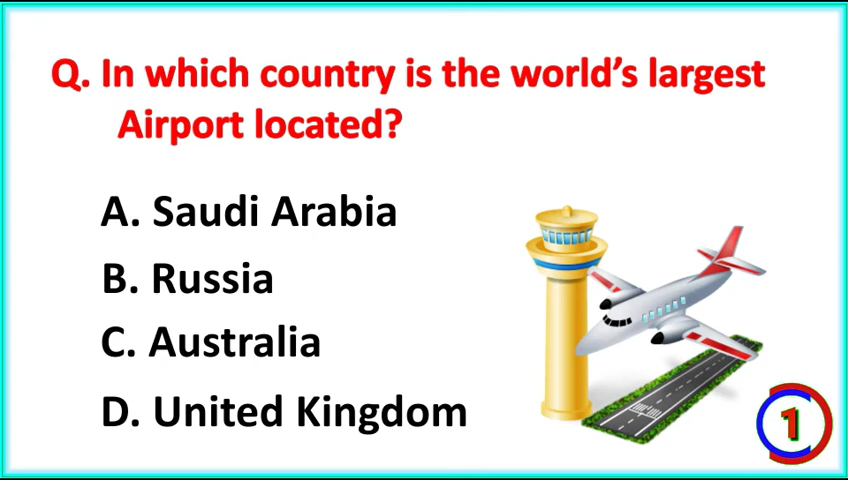 Q. In which country is the world’s largest
Airport located?
A. Saudi Arabia
B. Russia
C. Australia
D. United Kingdom
1